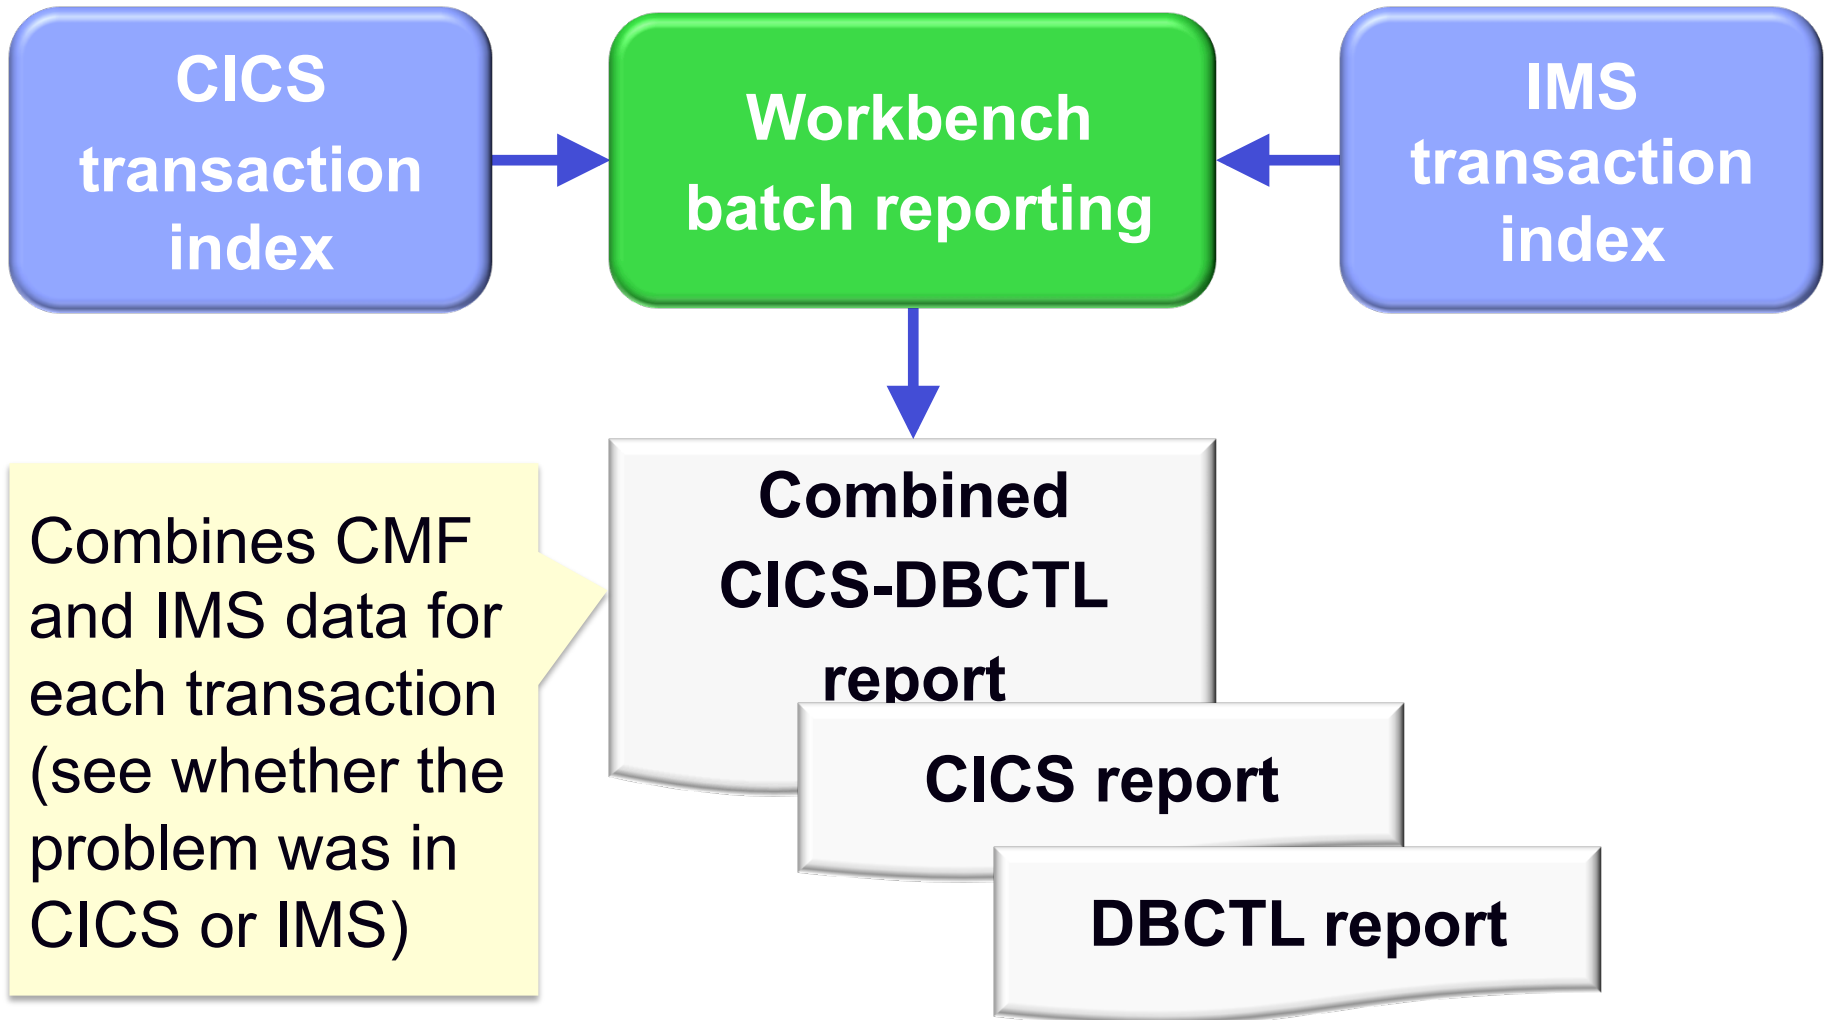 CICS
transaction
index
Workbench
batch reporting
IMS
transaction
index
Combines CMF
and IMS data for
each transaction
(see whether the
problem was in
CICS or IMS)
Combined
CICS-DBCTL
report
CICS report
DBCTL report